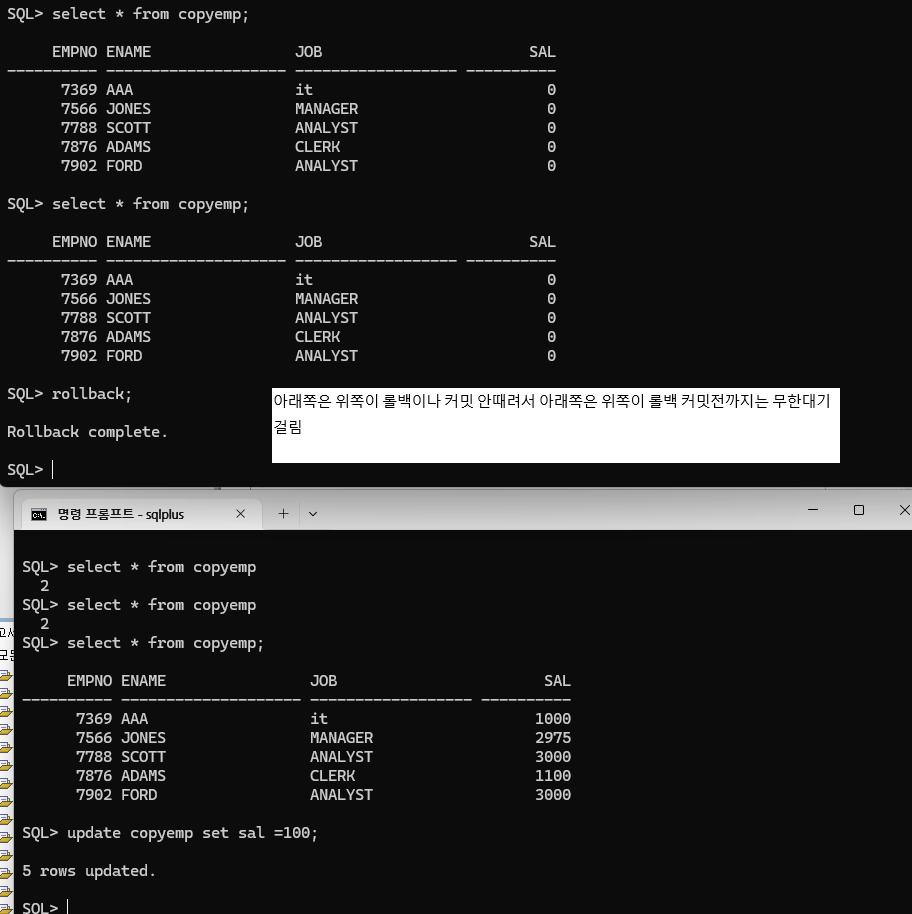 SQL> select * from copyemp;
EMPNO ENAME JOB SAL
---------- -------------------- ------------------ ----------
7369 AAA it 0
7566 JONES MANAGER 0
7788 SCOTT ANALYST 0
7876 ADAMS CLERK 0
7902 FORD ANALYST 0
SQL> select * from copyemp;
EMPNO ENAME JOB SAL
---------- -------------------- ------------------ ----------
7369 AAA it 0
7566 JONES MANAGER 0
7788 SCOTT ANALYST 0
7876 ADAMS CLERK 0
7902 FORD ANALYST 0
SQL> rollback;
아래쪽은 위쪽이 롤백이나 커밋 안때려서 아래쪽은 위쪽이 롤백 커밋전까지는 무한대기
걸림
Rollback complete.
SQL>
명령 프롬프트 - sqlplus
SQL> select * from copyemp
2
SQL> select * from copyemp
2
SQL> select * from copyemp;
EMPNO ENAME JOB SAL
---------- -------------------- ------------------ ----------
7369 AAA it 1000
7566 JONES MANAGER 2975
7788 SCOTT ANALYST 3000
7876 ADAMS CLERK 1100
7902 FORD ANALYST 3000
SQL> update copyemp set sal =100;
5 rows updated.
SQL>